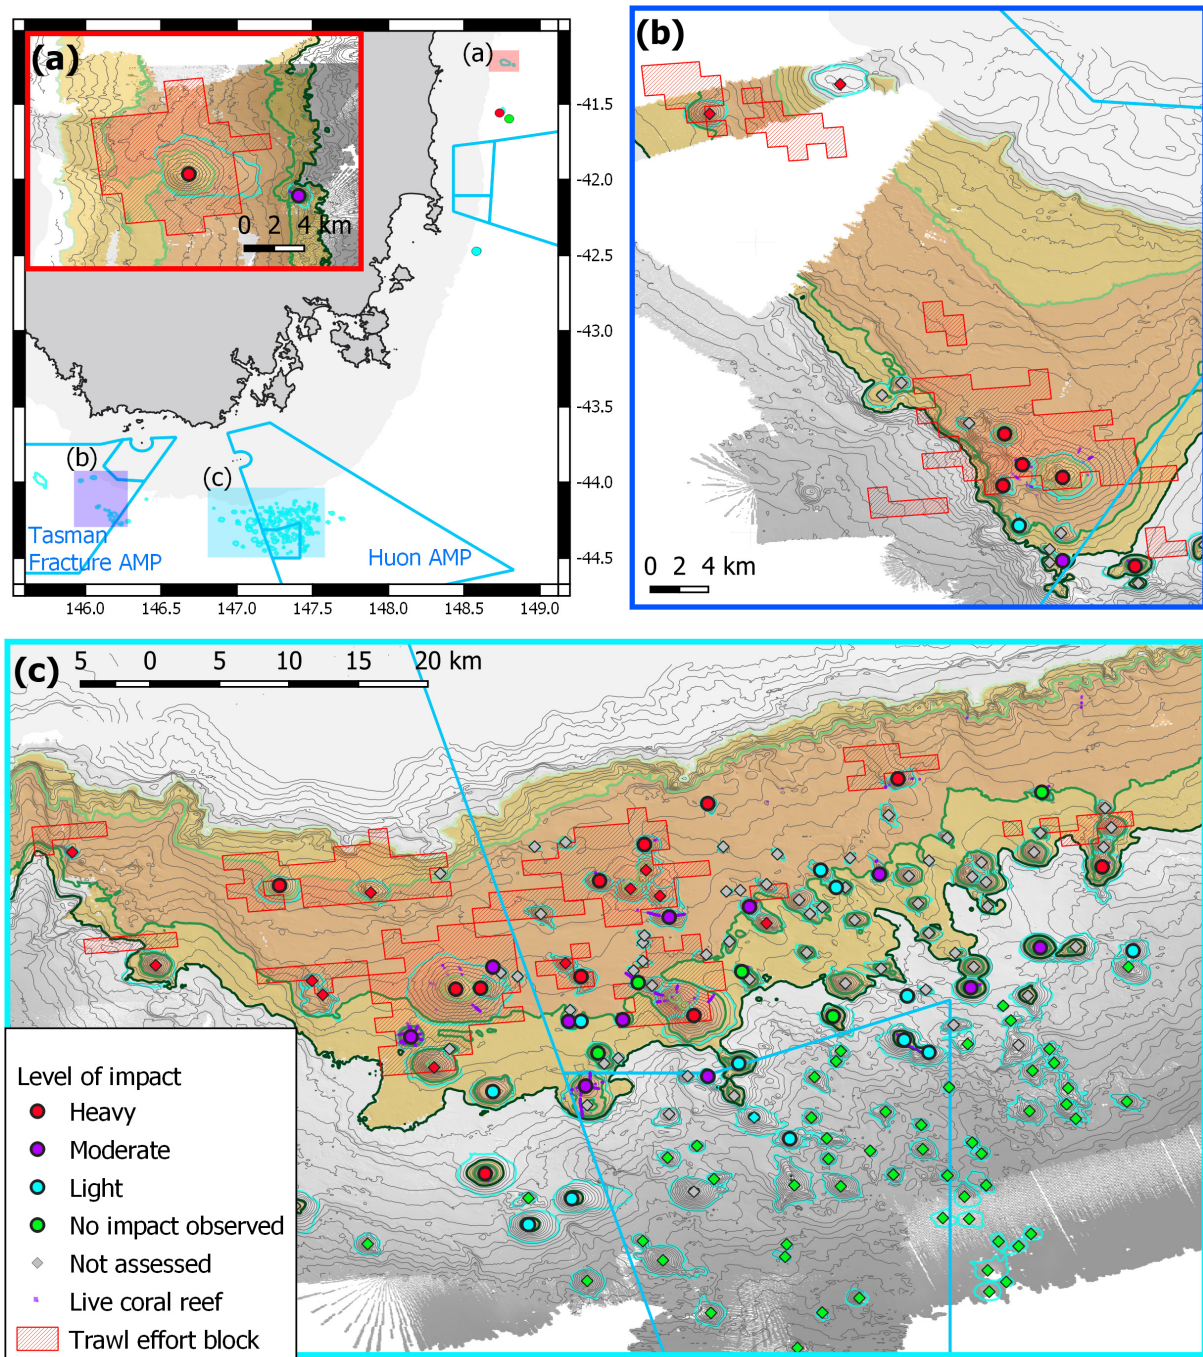 (a)
0 2 4 km
(a)
(b)
(c)
Tasman
Fracture AMP
Huon AMP
-41.5
-42.0
-42.5
-43.0
-43.5
-44.0
-44.5
146.0 146.5 147.0 147.5 148.0 148.5 149.0
(b)
0 2 4 km
(c)
5 0 5 10 15 20 km
Level of impact
Heavy
Moderate
Light
No impact observed
Not assessed
Live coral reef
Trawl effort block